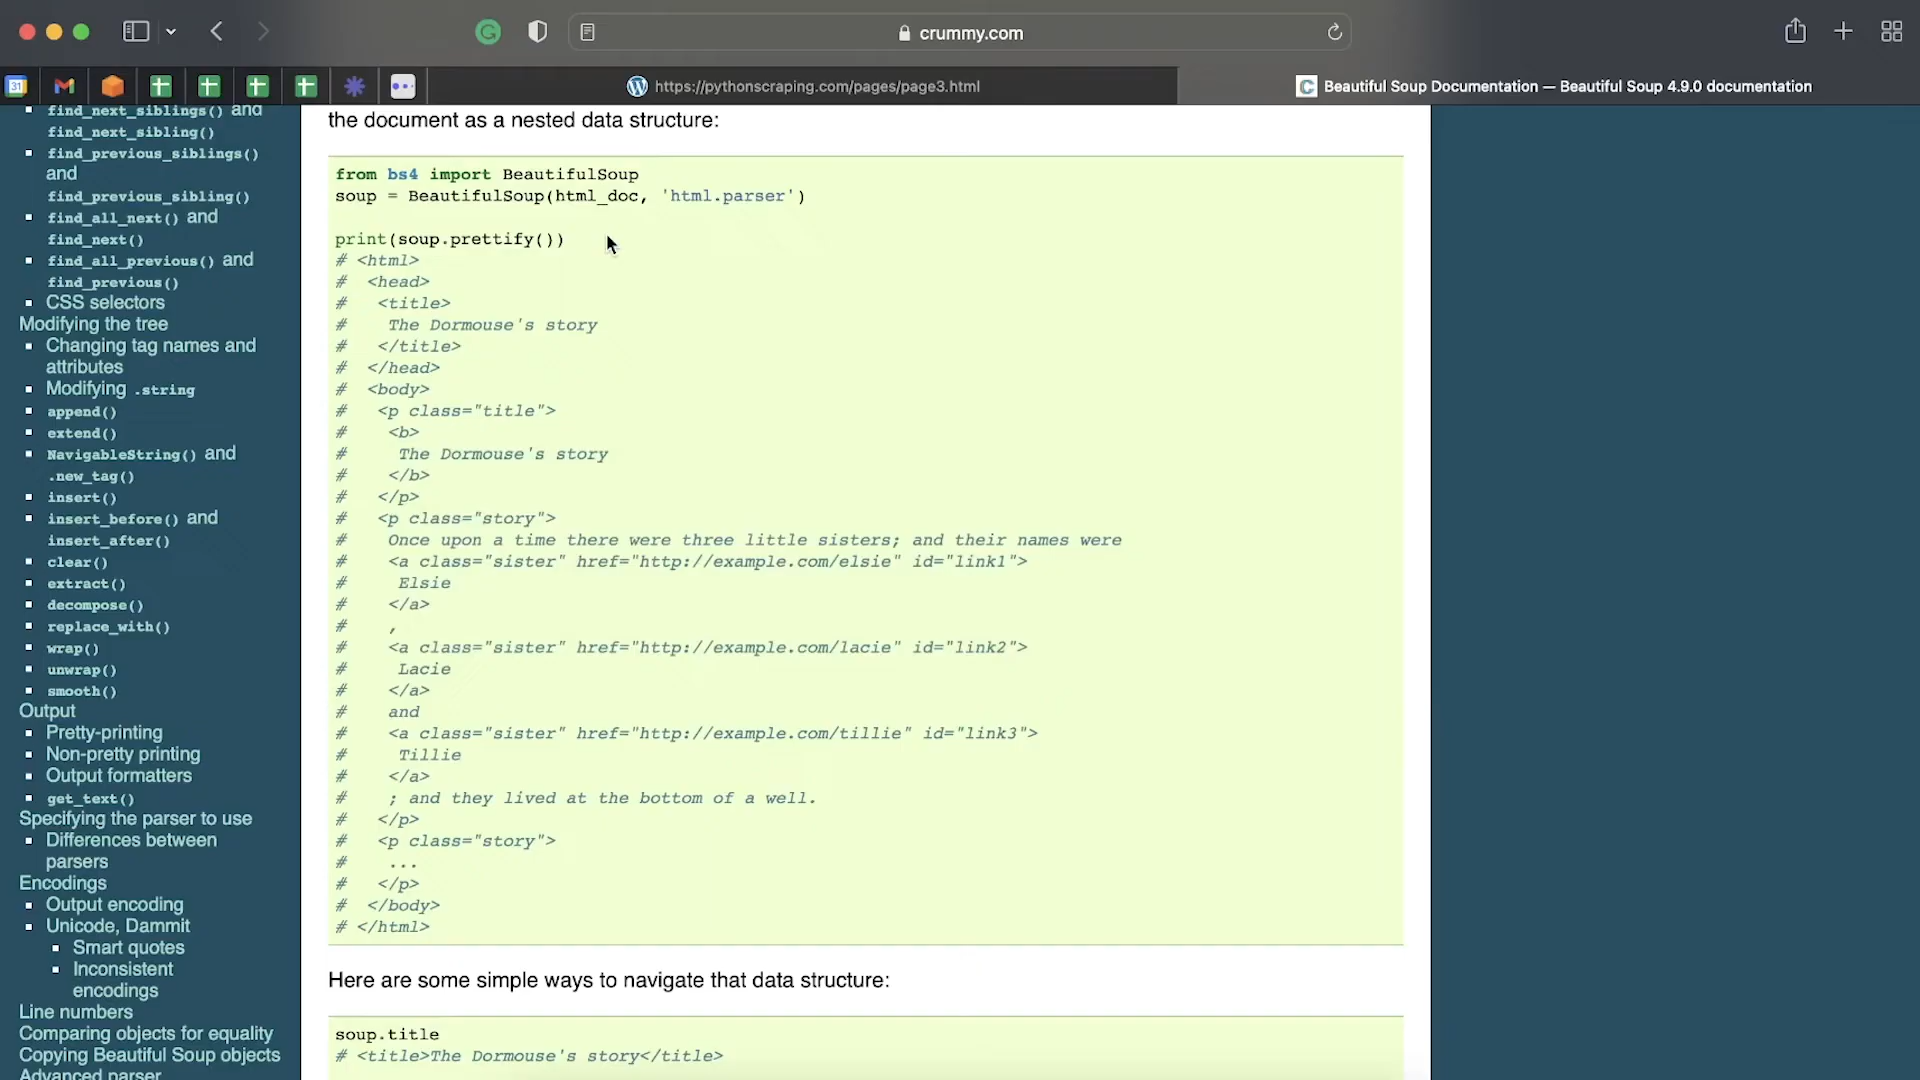 crummy.com
31
https://pythonscraping.com/pages/page3.html
C
Beautiful Soup Documentation — Beautiful Soup 4.9.0 documentation
find_next_siblings() and
find_next_sibling()
find_previous_siblings()
and
find_previous_sibling()
find_all_next() and
find_next()
find_all_previous() and
find_previous()
CSS selectors
Modifying the tree
Changing tag names and
attributes
Modifying .string
append()
extend()
NavigableString() and
.new_tag()
insert()
insert_before() and
insert_after()
clear()
extract()
decompose()
replace_with()
wrap()
unwrap()
smooth()
Output
Pretty-printing
Non-pretty printing
Output formatters
get_text()
Specifying the parser to use
Differences between
parsers
Encodings
Output encoding
Unicode, Dammit
Smart quotes
Inconsistent
encodings
Line numbers
Comparing objects for equality
Copying Beautiful Soup objects
Advanced parser
the document as a nested data structure:
from bs4 import BeautifulSoup
soup = BeautifulSoup(html_doc, 'html.parser')
print(soup.prettify())
# <html>
#  <head>
#   <title>
#    The Dormouse's story
#   </title>
#  </head>
#  <body>
#   <p class="title">
#    <b>
#     The Dormouse's story
#    </b>
#   </p>
#   <p class="story">
#    Once upon a time there were three little sisters; and their names were
#    <a class="sister" href="http://example.com/elsie" id="link1">
#     Elsie
#    </a>
#    ,
#    <a class="sister" href="http://example.com/lacie" id="link2">
#     Lacie
#    </a>
#    and
#    <a class="sister" href="http://example.com/tillie" id="link3">
#     Tillie
#    </a>
#    ; and they lived at the bottom of a well.
#   </p>
#   <p class="story">
#    ...
#   </p>
#  </body>
# </html>
Here are some simple ways to navigate that data structure:
soup.title
# <title>The Dormouse's story</title>